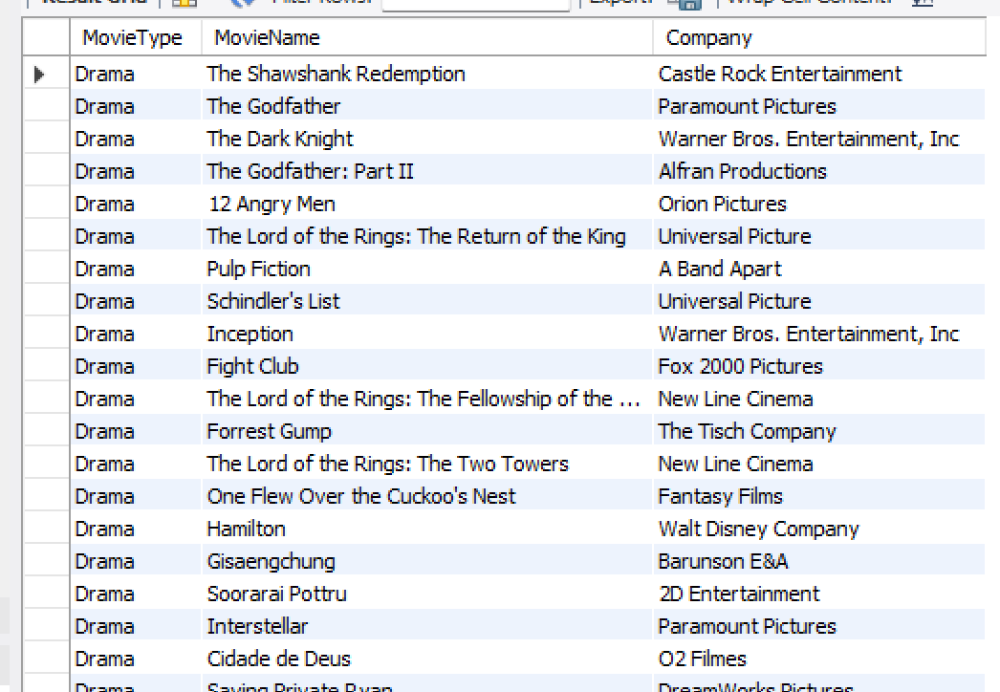 Result Grid Filter Rows: Export: Wrap Cell Content:
MovieType MovieName Company
Drama The Shawshank Redemption Castle Rock Entertainment
Drama The Godfather Paramount Pictures
Drama The Dark Knight Warner Bros. Entertainment, Inc
Drama The Godfather: Part II Alfran Productions
Drama 12 Angry Men Orion Pictures
Drama The Lord of the Rings: The Return of the King Universal Picture
Drama Pulp Fiction A Band Apart
Drama Schindler's List Universal Picture
Drama Inception Warner Bros. Entertainment, Inc
Drama Fight Club Fox 2000 Pictures
Drama The Lord of the Rings: The Fellowship of the ... New Line Cinema
Drama Forrest Gump The Tisch Company
Drama The Lord of the Rings: The Two Towers New Line Cinema
Drama One Flew Over the Cuckoo's Nest Fantasy Films
Drama Hamilton Walt Disney Company
Drama Gisaengchung Barunson E&A
Drama Soorarai Pottru 2D Entertainment
Drama Interstellar Paramount Pictures
Drama Cidade de Deus O2 Filmes
Drama Saving Private Ryan DreamWorks Pictures